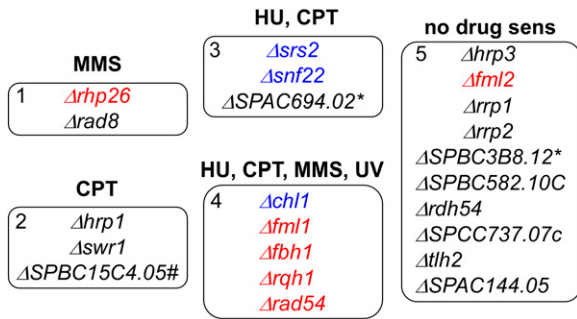 MMS
1 Δrhp26
Δrad8
HU, CPT
3 Δsrs2
Δsnf22
ΔSPAC694.02*
no drug sens
5 Δhrp3
Δfml2
Δrrp1
Δrrp2
ΔSPBC3B8.12*
ΔSPBC582.10C
Δrdh54
ΔSPCC737.07c
Δtlh2
ΔSPAC144.05
CPT
2 Δhrp1
Δswr1
ΔSPBC15C4.05#
HU, CPT, MMS, UV
4 Δchl1
Δfml1
Δfbh1
Δrqh1
Δrad54